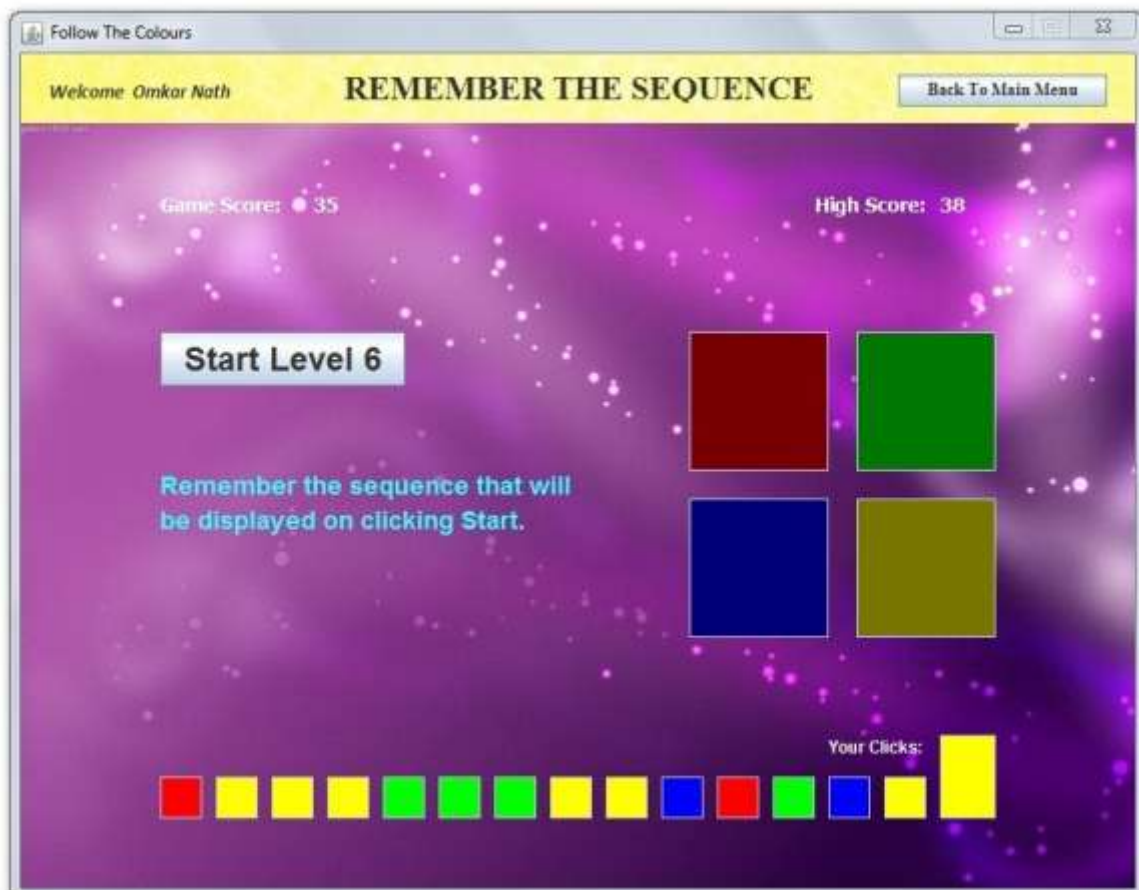 Follow The Colours
Welcome Omkar Nath
REMEMBER THE SEQUENCE
Back To Main Menu
Game Score: 35
High Score: 38
Start Level 6
Remember the sequence that will
be displayed on clicking Start.
Your Clicks: